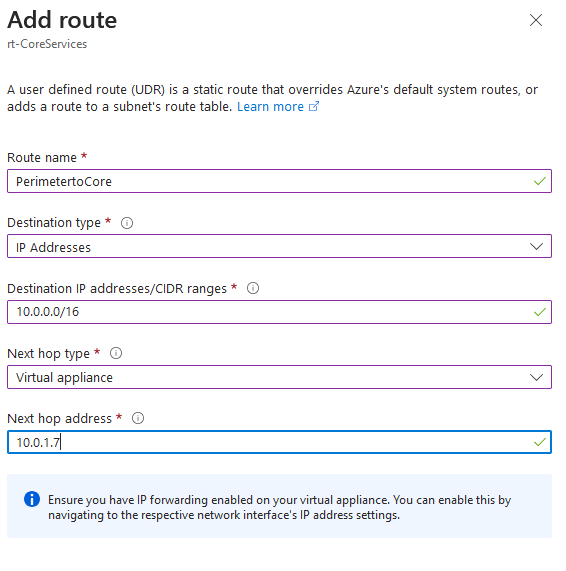 Add route
rt-CoreServices
A user defined route (UDR) is a static route that overrides Azure's default system routes, or
adds a route to a subnet's route table. Learn more
Route name *
PerimetertoCore
Destination type *
IP Addresses
Destination IP addresses/CIDR ranges *
10.0.0.0/16
Next hop type *
Virtual appliance
Next hop address *
10.0.1.7
Ensure you have IP forwarding enabled on your virtual appliance. You can enable this by
navigating to the respective network interface's IP address settings.